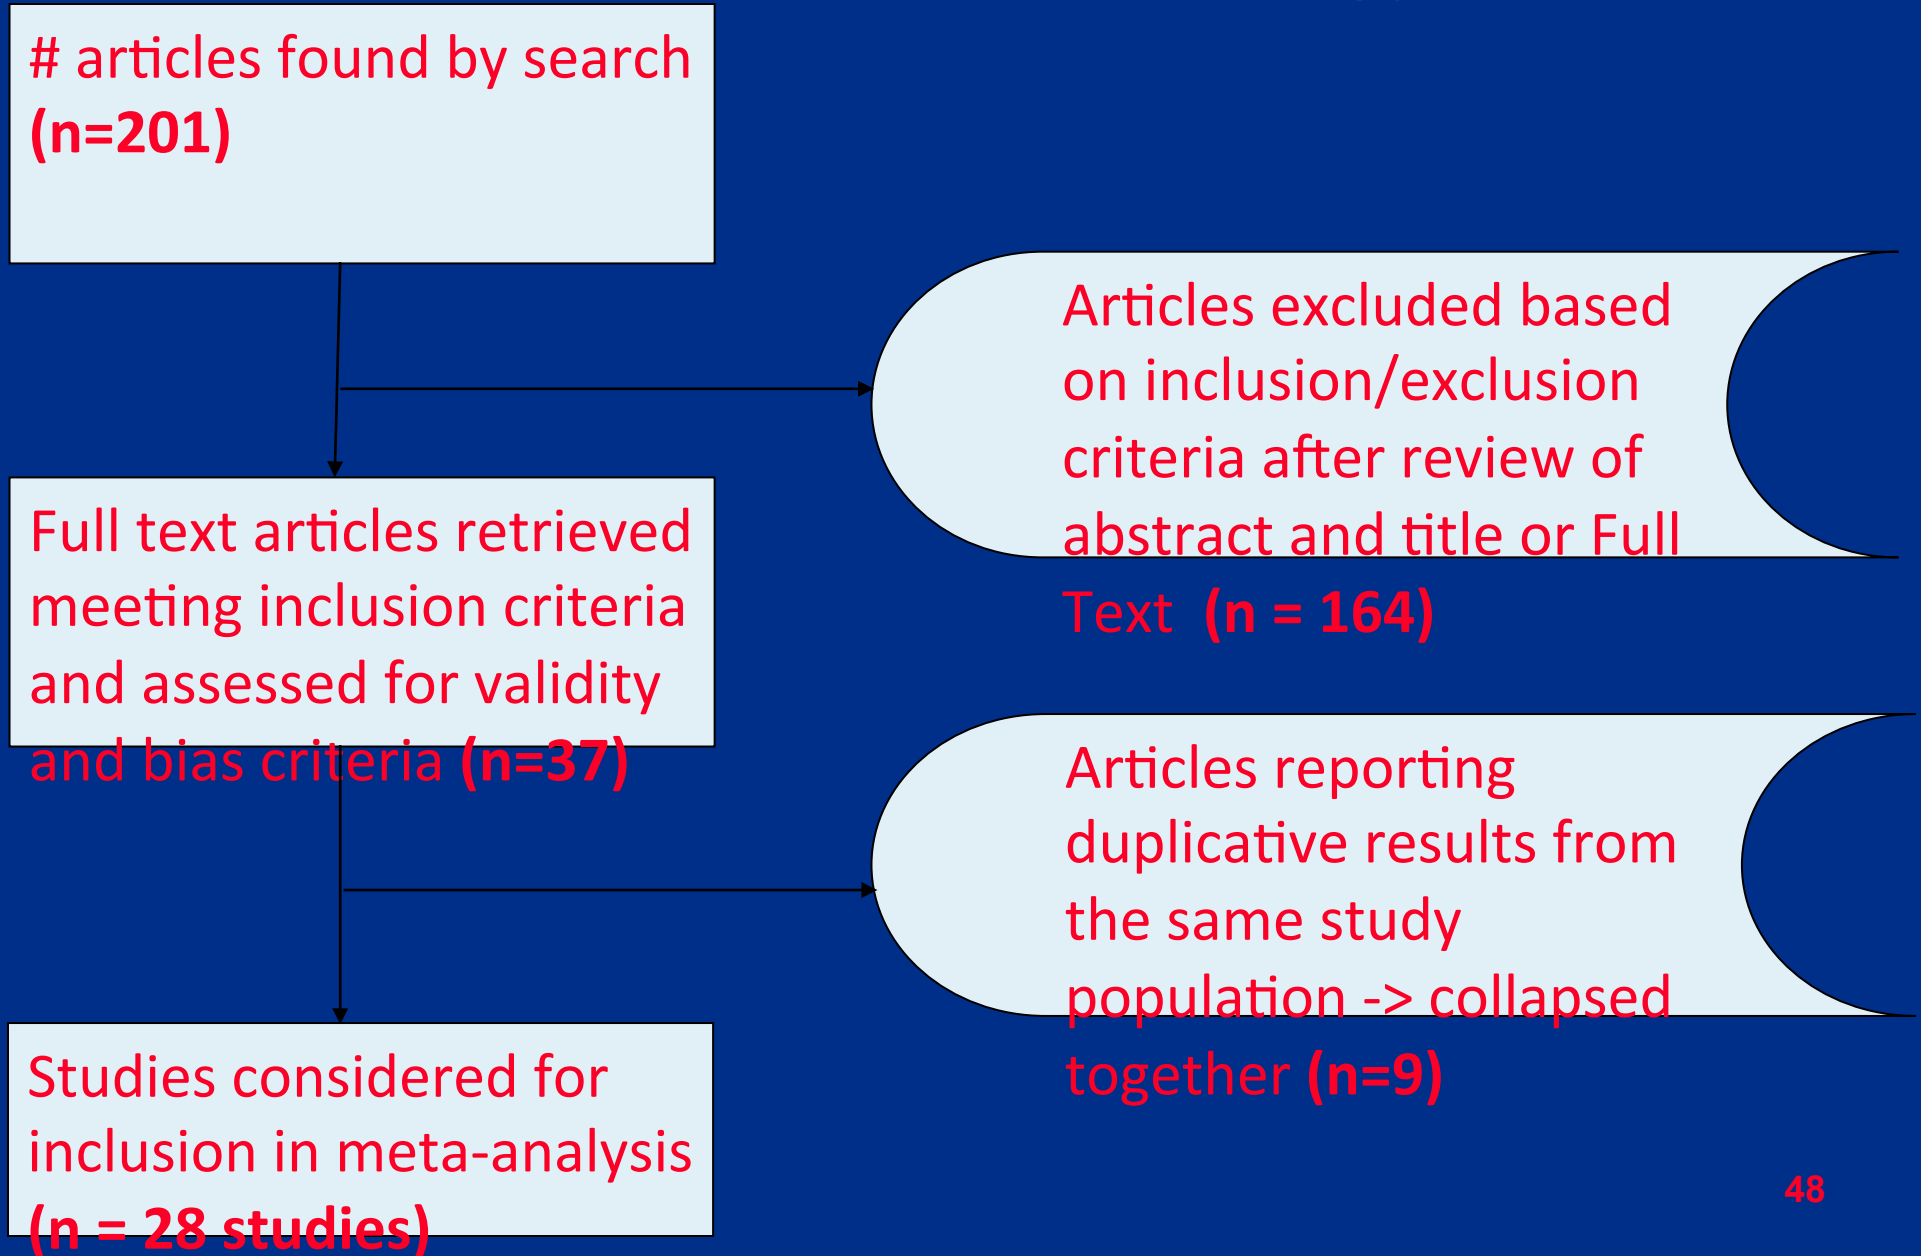 # articles found by search
(n=201)
Articles excluded based
on inclusion/exclusion
criteria after review of
abstract and title or Full
Text (n = 164)
Full text articles retrieved
meeting inclusion criteria
and assessed for validity
and bias criteria (n=37)
Articles reporting
duplicative results from
the same study
population -> collapsed
together (n=9)
Studies considered for
inclusion in meta-analysis
(n = 28 studies)
48